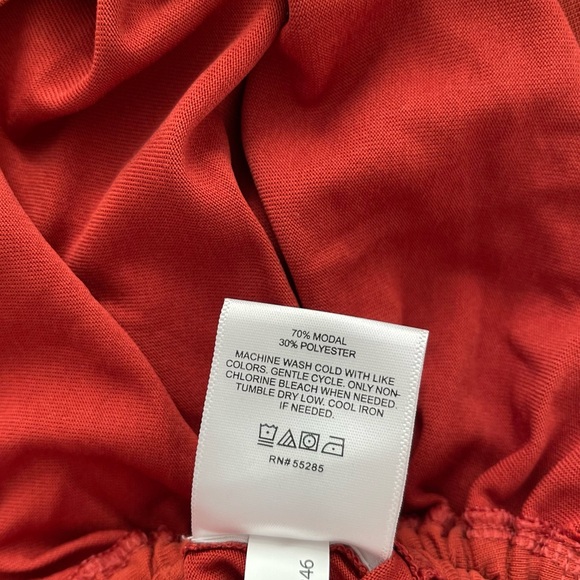 70% MODAL
30% POLYESTER
MACHINE WASH COLD WITH LIKE
COLORS. GENTLE CYCLE. ONLY NON-
CHLORINE BLEACH WHEN NEEDED.
TUMBLE DRY LOW. COOL IRON
IF NEEDED.
RN# 55285
46